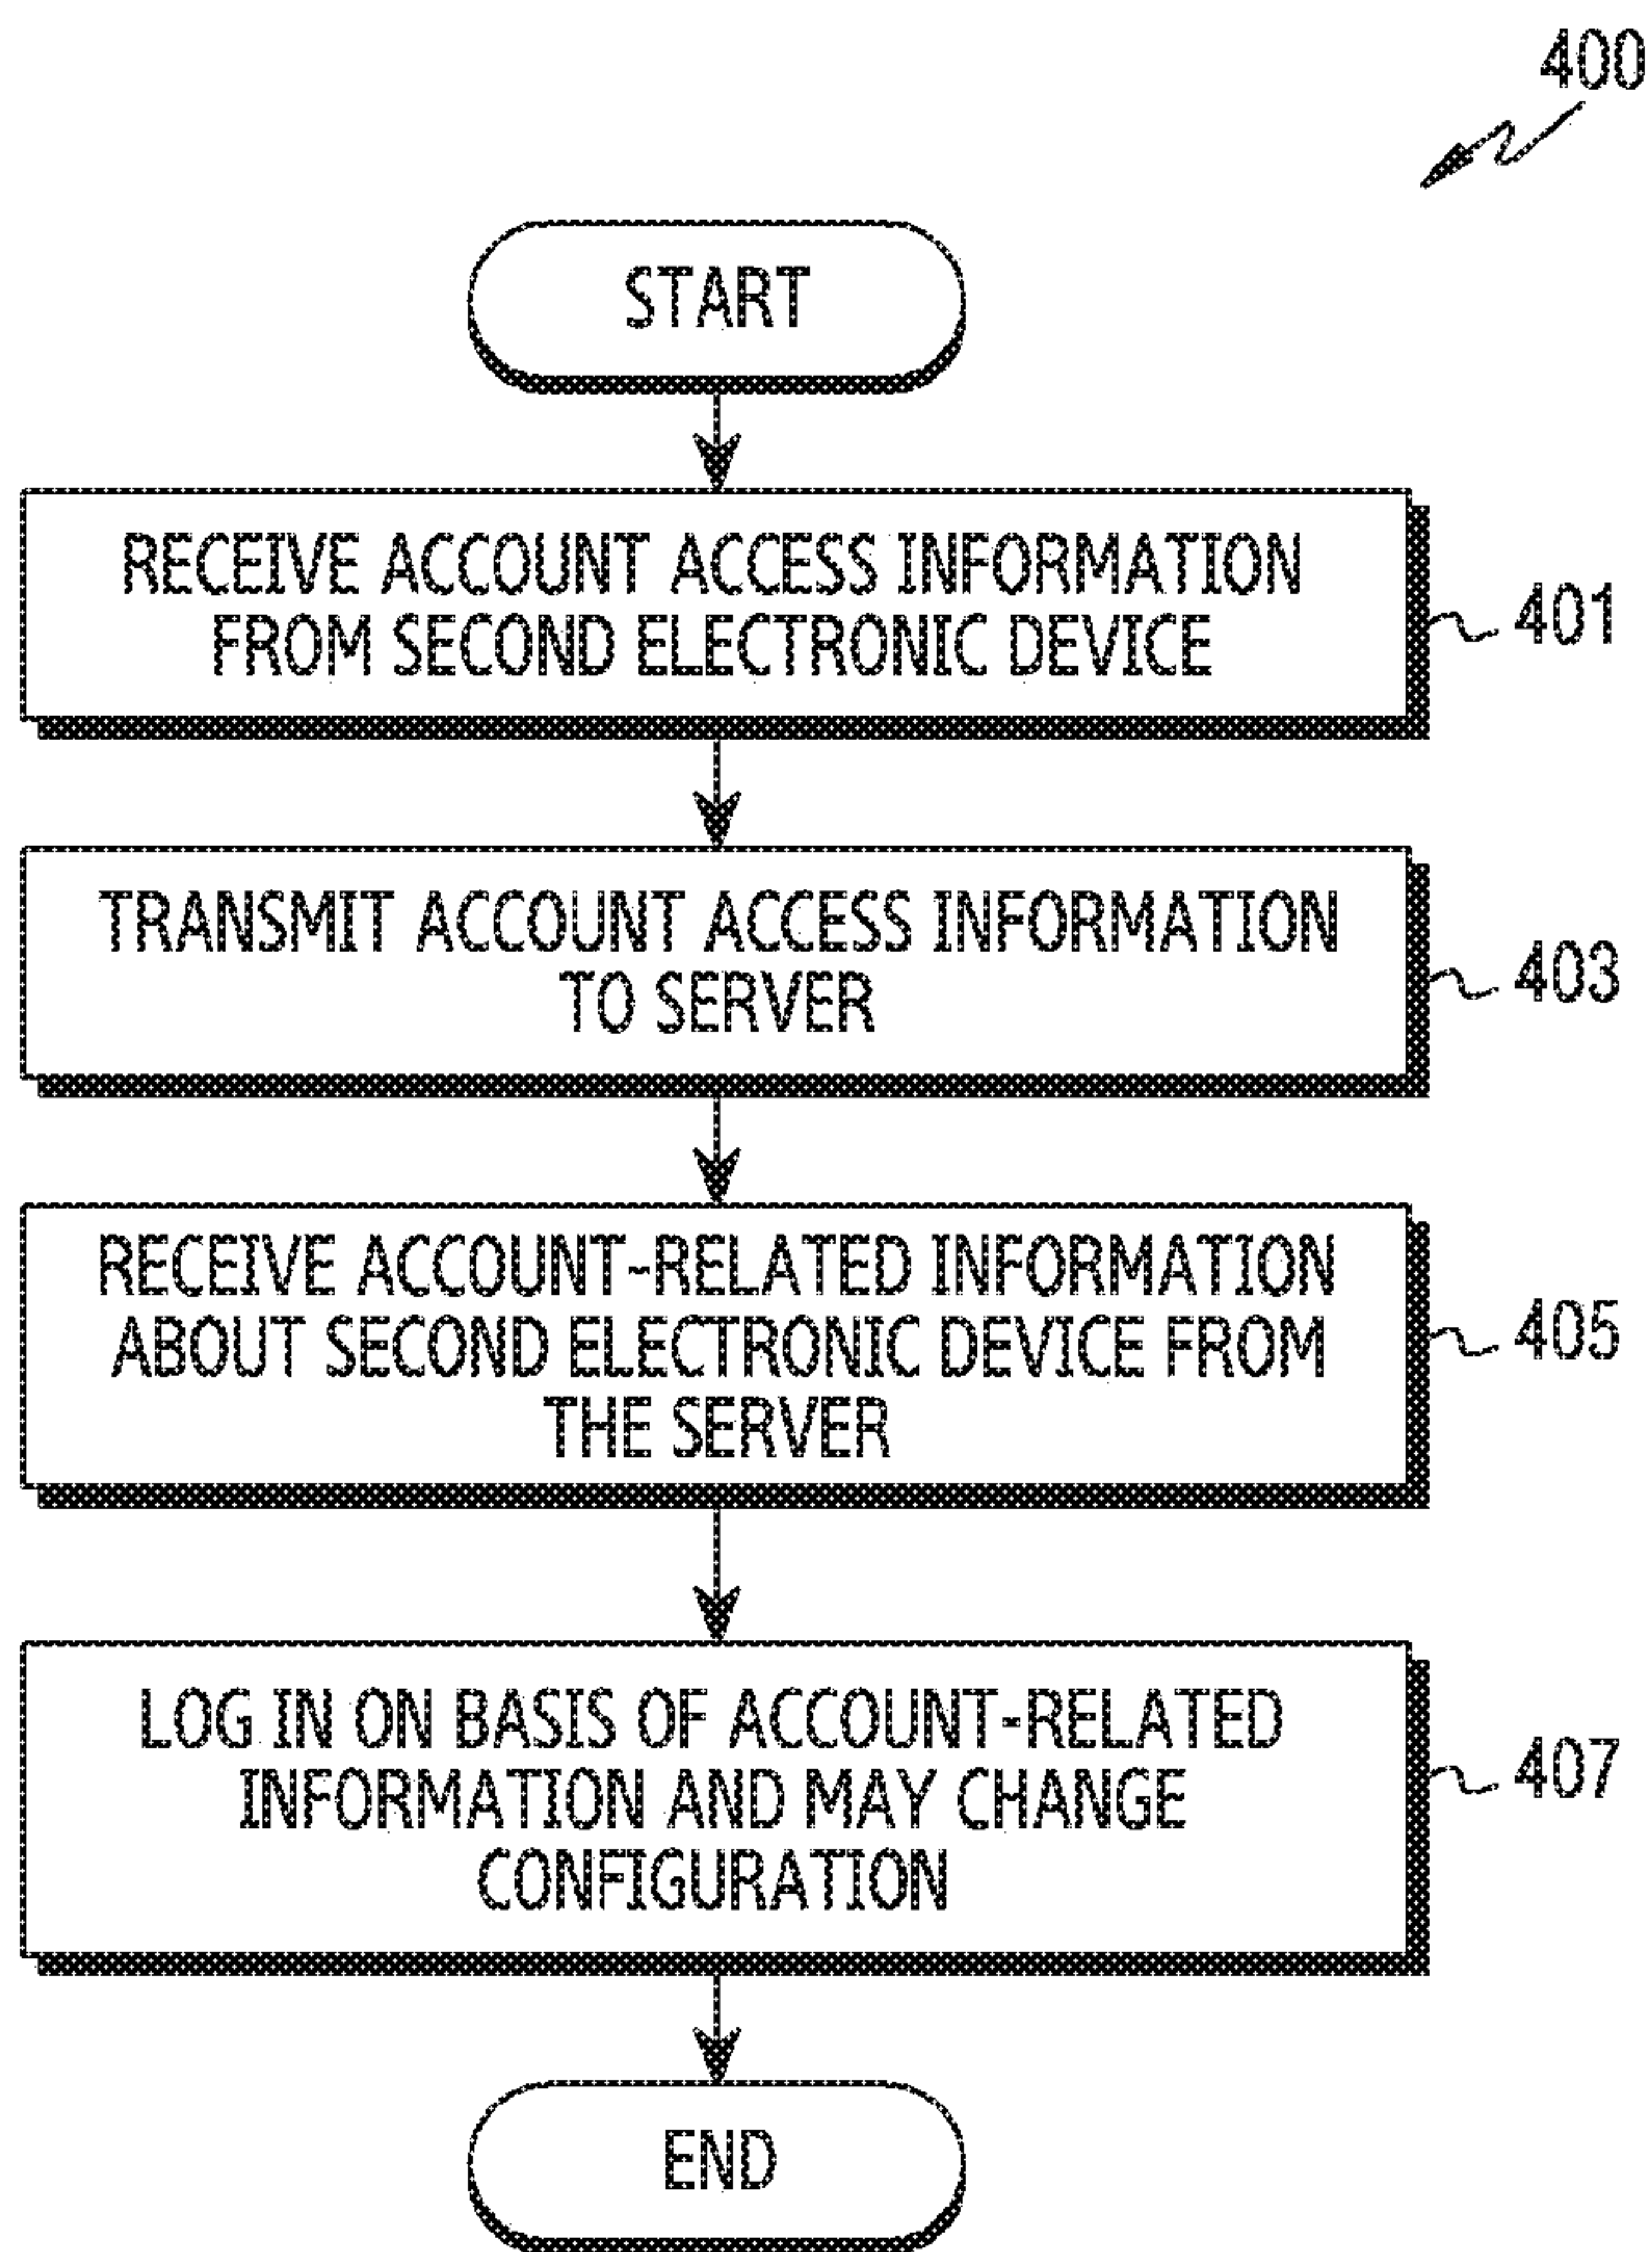 400
START
RECEIVE ACCOUNT ACCESS INFORMATION
FROM SECOND ELECTRONIC DEVICE
401
TRANSMIT ACCOUNT ACCESS INFORMATION
TO SERVER
403
RECEIVE ACCOUNT-RELATED INFORMATION
ABOUT SECOND ELECTRONIC DEVICE FROM
THE SERVER
405
LOG IN ON BASIS OF ACCOUNT-RELATED
INFORMATION AND MAY CHANGE
CONFIGURATION
407
END